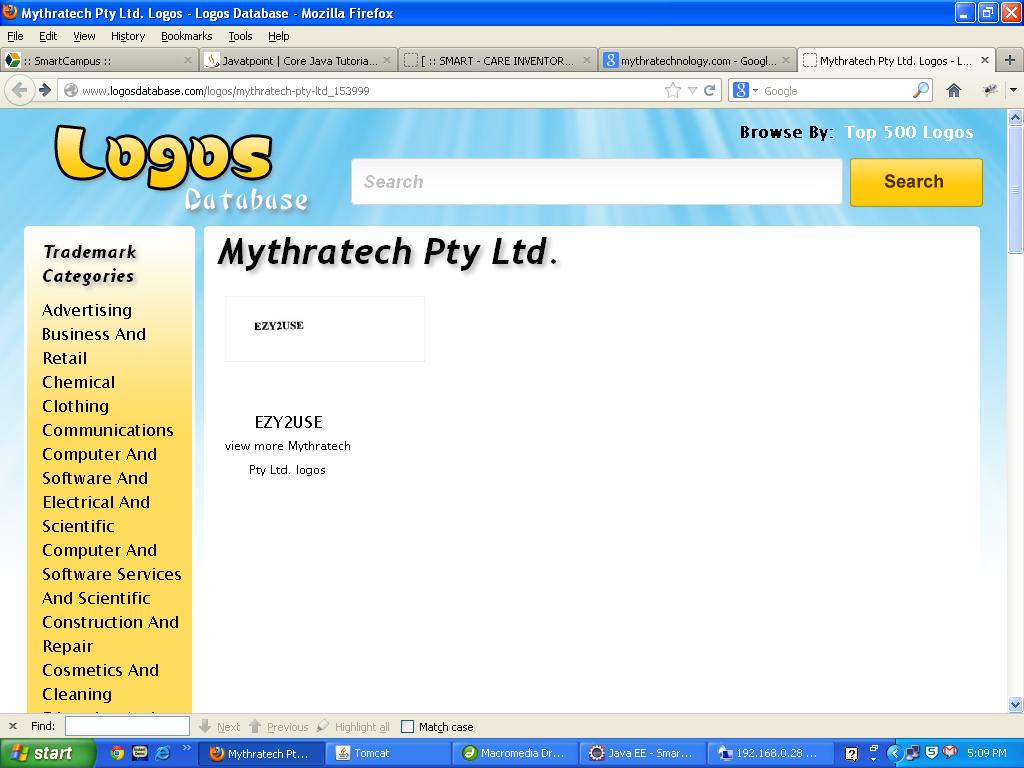 Mythratech Pty Ltd. Logos - Logos Database - Mozilla Firefox
File Edit View History Bookmarks Tools Help
:: SmartCampus ::
Javatpoint | Core Java Tutoria...
[ :: SMART - CARE INVENTOR...
mythratechnology.com - Googl...
Mythratech Pty Ltd. Logos - L...
www.logosdatabase.com/logos/mythratech-pty-ltd_153999
Google
Logos
Database
Browse By: Top 500 Logos
Search
Search
Trademark
Categories
Advertising
Business And
Retail
Chemical
Clothing
Communications
Computer And
Software And
Electrical And
Scientific
Computer And
Software Services
And Scientific
Construction And
Repair
Cosmetics And
Cleaning
Mythratech Pty Ltd.
EZY2USE
EZY2USE
view more Mythratech
Pty Ltd. logos
Find: Next Previous Highlight all Match case
start
Mythratech Pt...
Tomcat
Macromedia Dr...
Java EE - Smar...
192.168.0.28 ...
5:09 PM